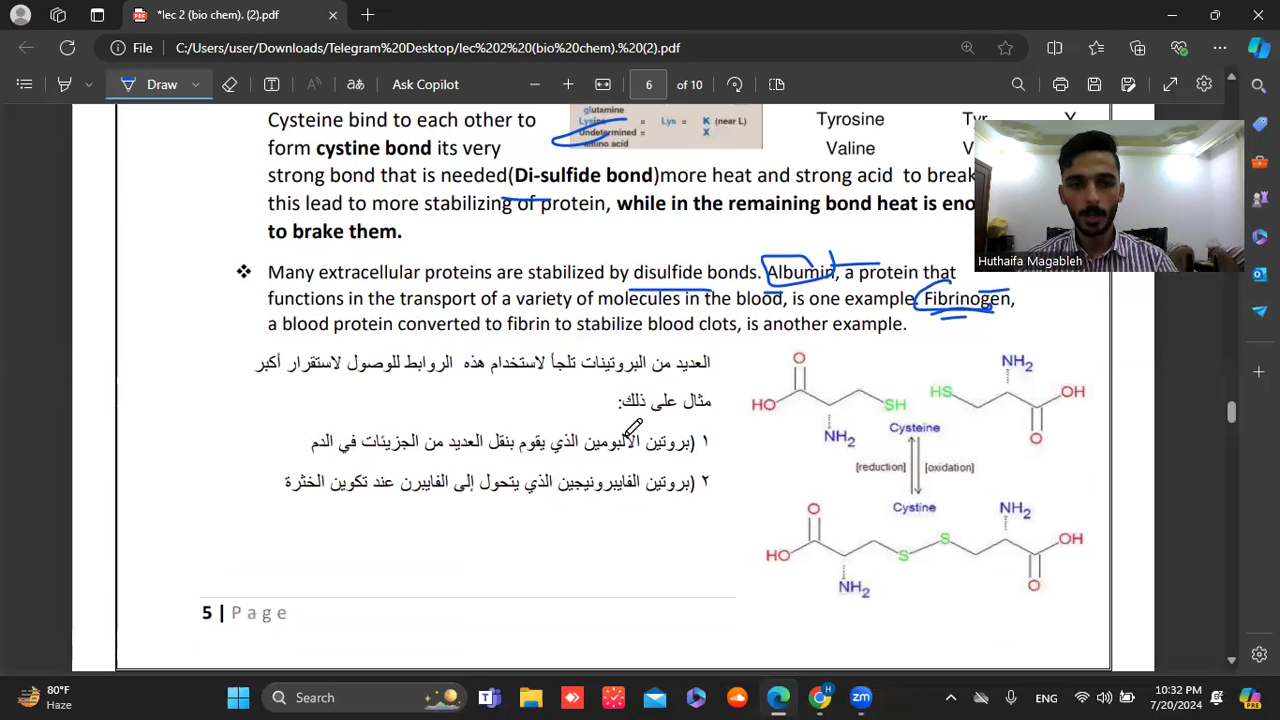 *lec 2 (bio chem). (2).pdf
File C:/Users/user/Downloads/Telegram%20Desktop/lec%202%20(bio%20chem).%20(2).pdf
Draw Ask Copilot 6 of 10
glutamine
Lysine = Lys = K (near L)
Undetermined = X
amino acid
Tyrosine Tyr Y
Valine V
Cysteine bind to each other to
form cystine bond its very
strong bond that is needed(Di-sulfide bond)more heat and strong acid to break
this lead to more stabilizing of protein, while in the remaining bond heat is eno
to brake them.
Huthaifa Magableh
❖ Many extracellular proteins are stabilized by disulfide bonds. Albumin, a protein that
functions in the transport of a variety of molecules in the blood, is one example. Fibrinogen,
a blood protein converted to fibrin to stabilize blood clots, is another example.
العديد من البروتينات تلجأ لاستخدام هذه الروابط للوصول لاستقرار أكبر
مثال على ذلك:
١ (بروتين الألبومين الذي يقوم بنقل العديد من الجزيئات في الدم
٢ (بروتين الفايبرونيجين الذي يتحول إلى الفايبرن عند تكوين الخثرة
O NH2
HO SH HS OH
NH2 Cysteine O
[reduction] [oxidation]
O Cystine NH2
HO S S OH
NH2 O
5 | Page
80°F
Haze
Search
ENG
10:32 PM
7/20/2024